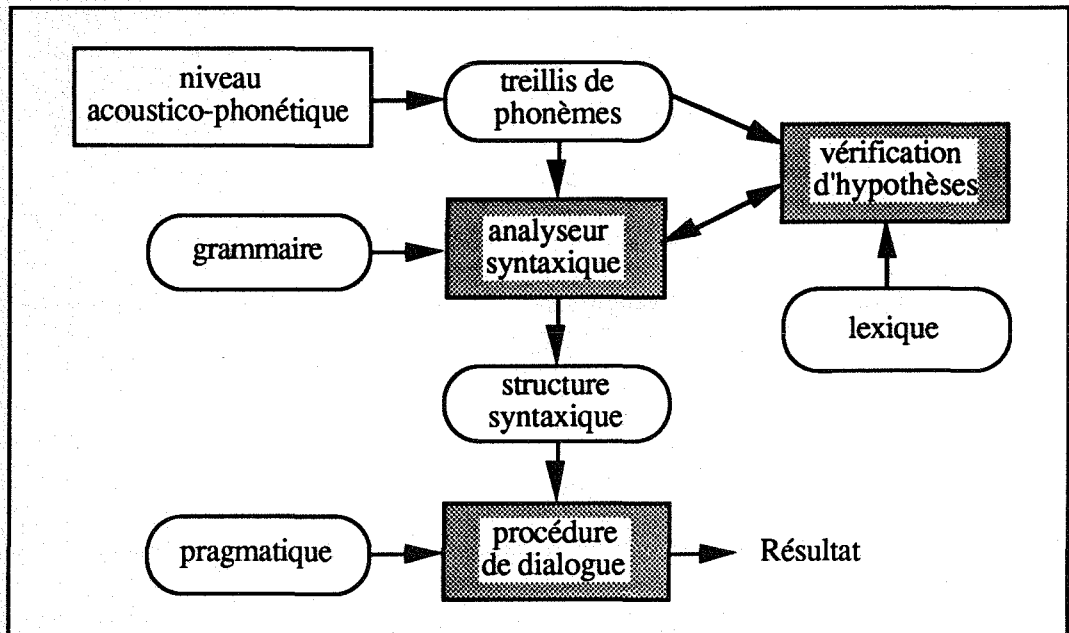 niveau
acoustico-phonétique
treillis de
phonèmes
vérification
d'hypothèses
grammaire
analyseur
syntaxique
lexique
structure
syntaxique
pragmatique
procédure
de dialogue
Résultat